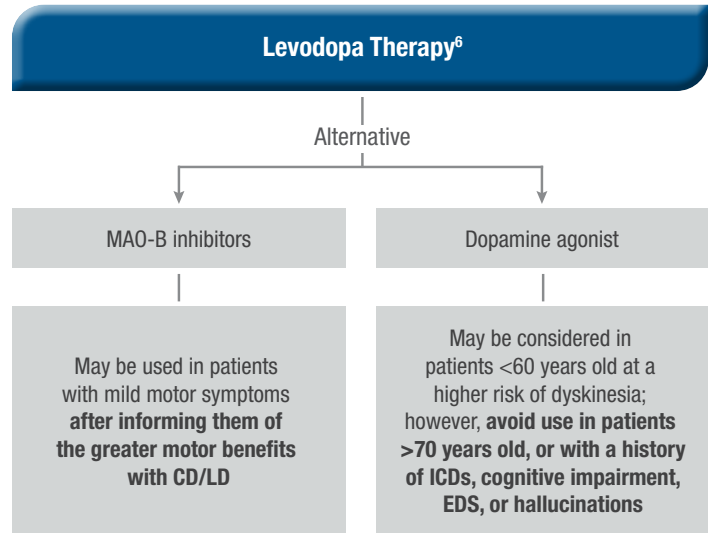 Levodopa Therapy⁶
Alternative
MAO-B inhibitors
Dopamine agonist
May be used in patients
with mild motor symptoms
after informing them of
the greater motor benefits
with CD/LD
May be considered in
patients <60 years old at a
higher risk of dyskinesia;
however, avoid use in patients
>70 years old, or with a history
of ICDs, cognitive impairment,
EDS, or hallucinations